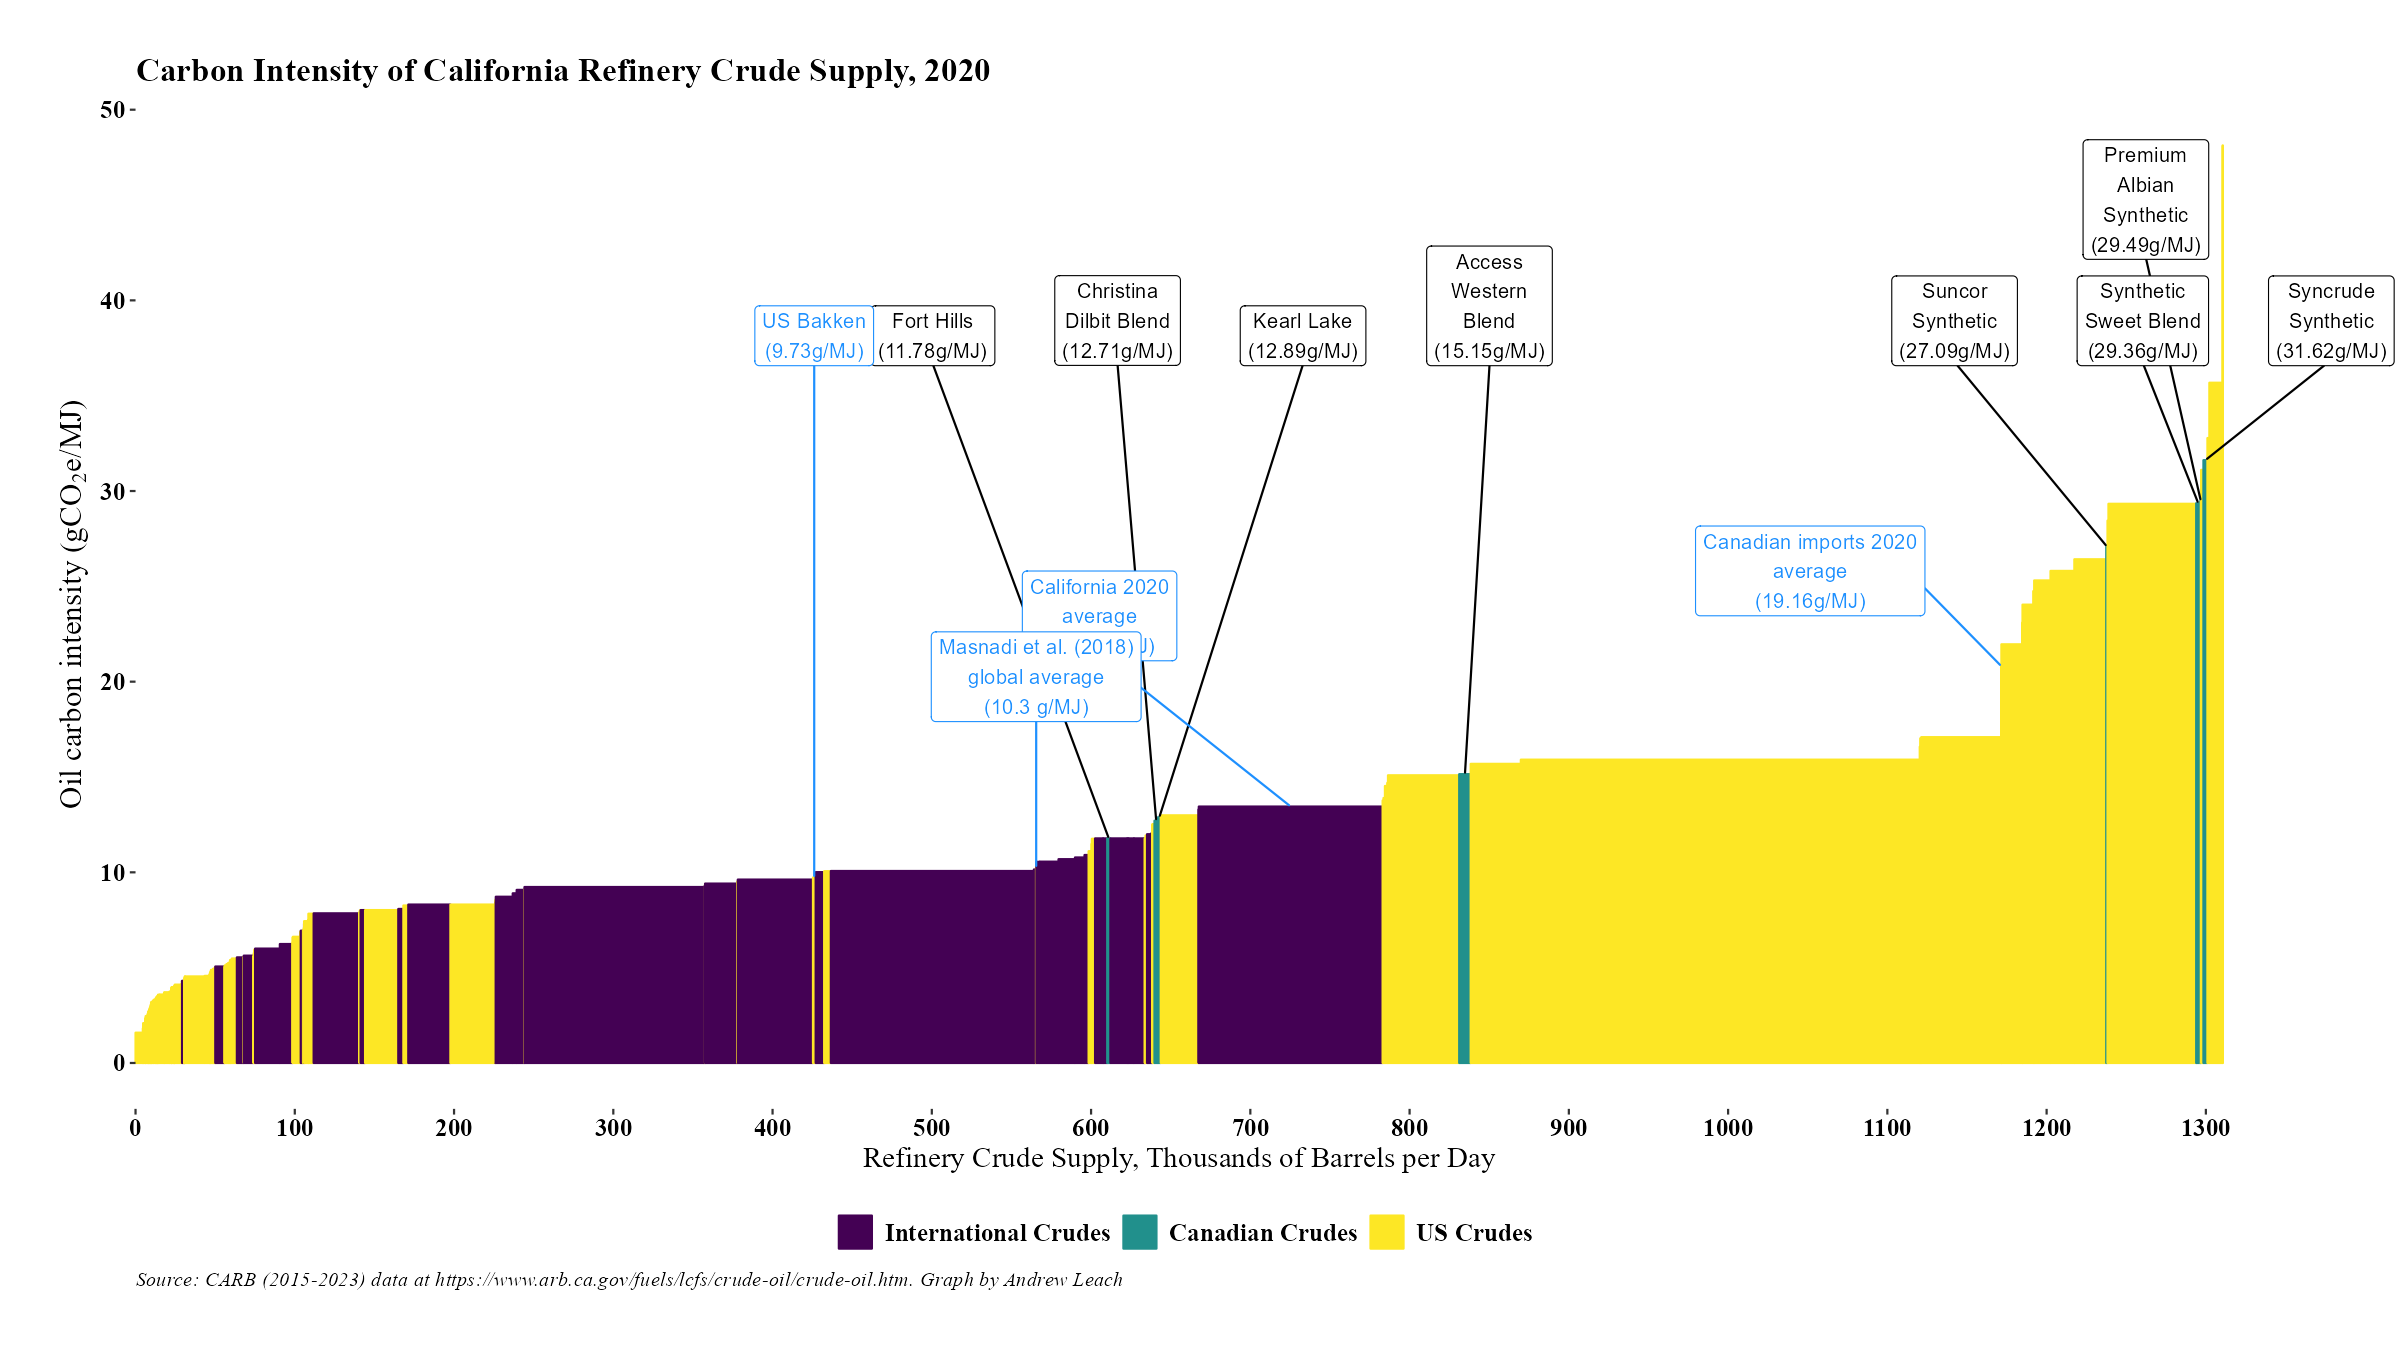 Carbon Intensity of California Refinery Crude Supply, 2020
Oil carbon intensity (gCO2e/MJ)
50
40
30
20
10
0
Premium
Albian
Synthetic
(29.49g/MJ)
Access
Western
Blend
(15.15g/MJ)
US Bakken
(9.73g/MJ)
Fort Hills
(11.78g/MJ)
Christina
Dilbit Blend
(12.71g/MJ)
Kearl Lake
(12.89g/MJ)
Suncor
Synthetic
(27.09g/MJ)
Synthetic
Sweet Blend
(29.36g/MJ)
Syncrude
Synthetic
(31.62g/MJ)
Canadian imports 2020
average
(19.16g/MJ)
California 2020
average
Masnadi et al. (2018)
global average
(10.3 g/MJ)
0 100 200 300 400 500 600 700 800 900 1000 1100 1200 1300
Refinery Crude Supply, Thousands of Barrels per Day
International Crudes Canadian Crudes US Crudes
Source: CARB (2015-2023) data at https://www.arb.ca.gov/fuels/lcfs/crude-oil/crude-oil.htm. Graph by Andrew Leach